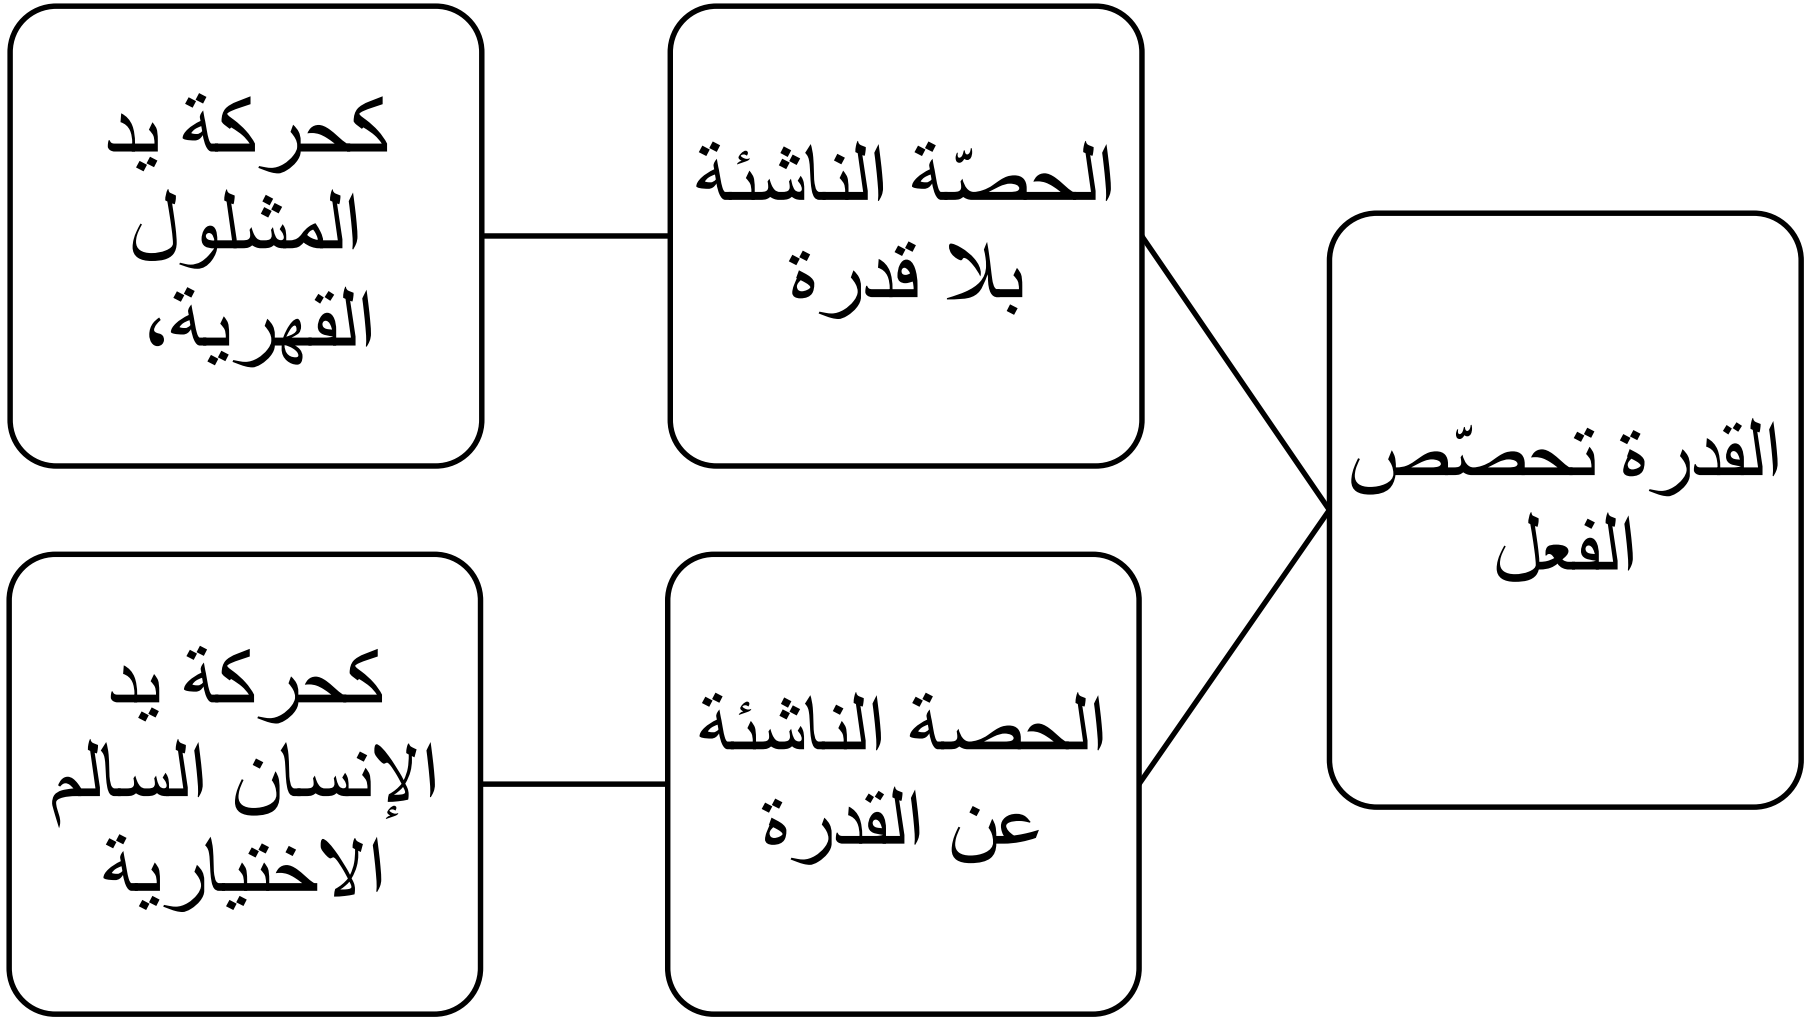 القدرة تحصّص
الفعل
الحصّة الناشئة
بلا قدرة
كحركة يد
المشلول
القهرية،
الحصة الناشئة
عن القدرة
كحركة يد
الإنسان السالم
الاختيارية